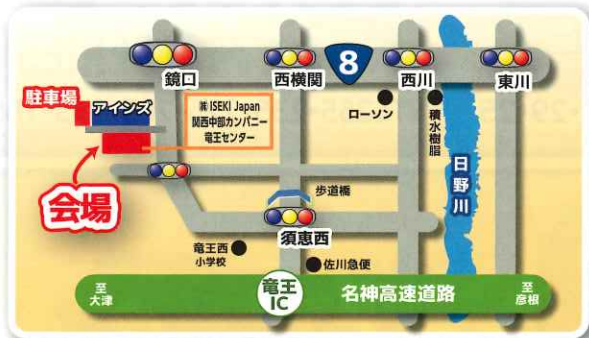 鏡口
西横関
8
西川
東川
駐車場
アインズ
㈱ ISEKI Japan
関西中部カンパニー
竜王センター
ローソン
積水樹脂
日野川
会場
歩道橋
須恵西
竜王西
小学校
佐川急便
至
大津
竜王
IC
名神高速道路
至
彦根